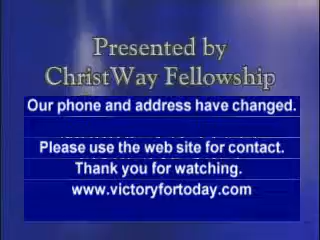 Presented by
ChristWay Fellowship
Our phone and address have changed.
Please use the web site for contact.
Thank you for watching.
www.victoryfortoday.com